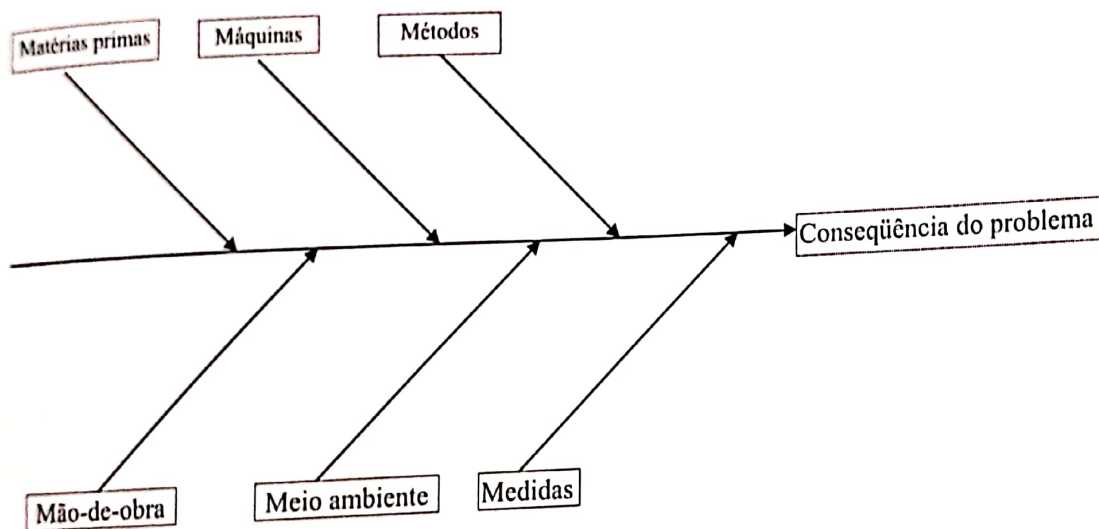 Matérias primas
Máquinas
Métodos
Conseqüência do problema
Mão-de-obra
Meio ambiente
Medidas